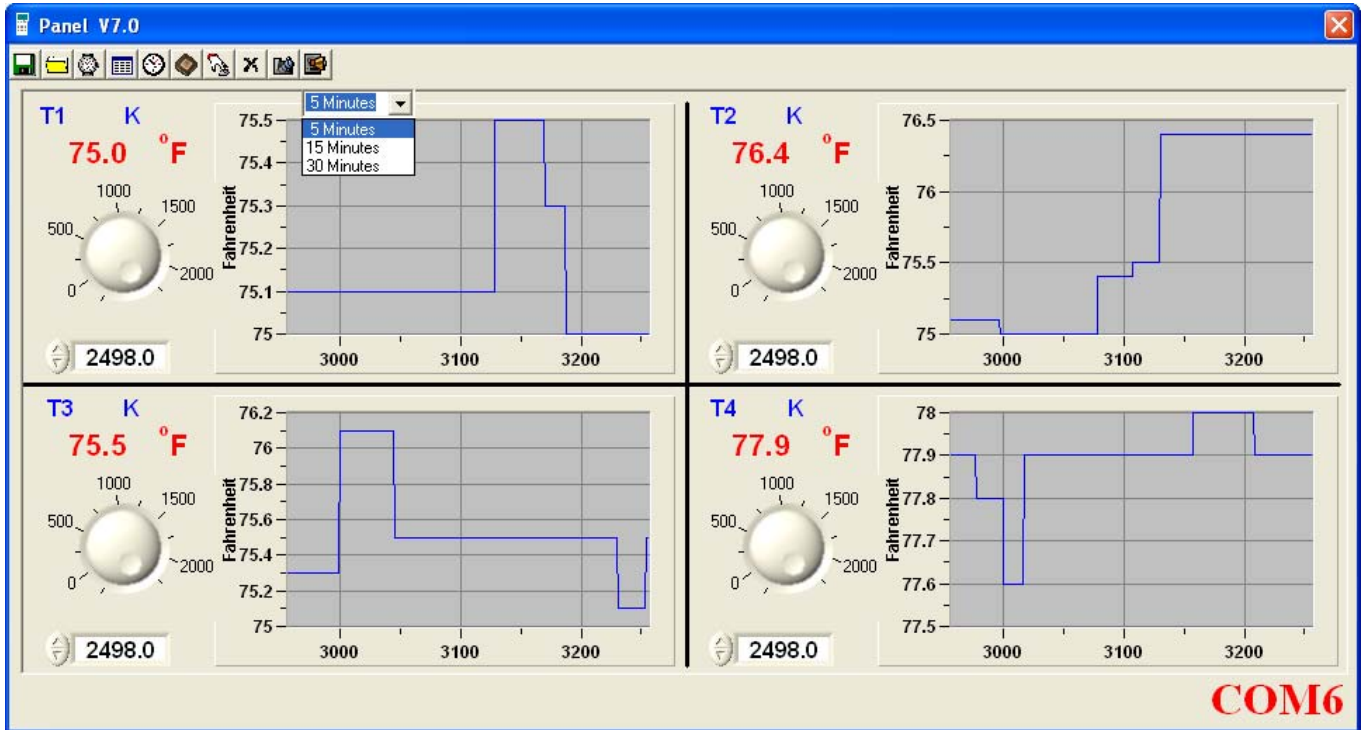 Panel V7.0
5 Minutes
5 Minutes
15 Minutes
30 Minutes
T1 K
75.0 °F
0 500 1000 1500 2000
2498.0
Fahrenheit
75.5
75.4
75.3
75.2
75.1
75
3000 3100 3200
T2 K
76.4 °F
0 500 1000 1500 2000
2498.0
Fahrenheit
76.5
76
75.5
75
3000 3100 3200
T3 K
75.5 °F
0 500 1000 1500 2000
2498.0
Fahrenheit
76.2
76
75.8
75.6
75.4
75.2
75
3000 3100 3200
T4 K
77.9 °F
0 500 1000 1500 2000
2498.0
Fahrenheit
78
77.9
77.8
77.7
77.6
77.5
3000 3100 3200
COM6